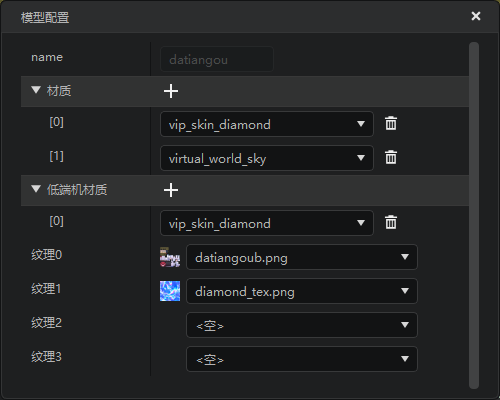 模型配置
name datiangou
材质
[0] vip_skin_diamond
[1] virtual_world_sky
低端机材质
[0] vip_skin_diamond
纹理0 datiangoub.png
纹理1 diamond_tex.png
纹理2 <空>
纹理3 <空>